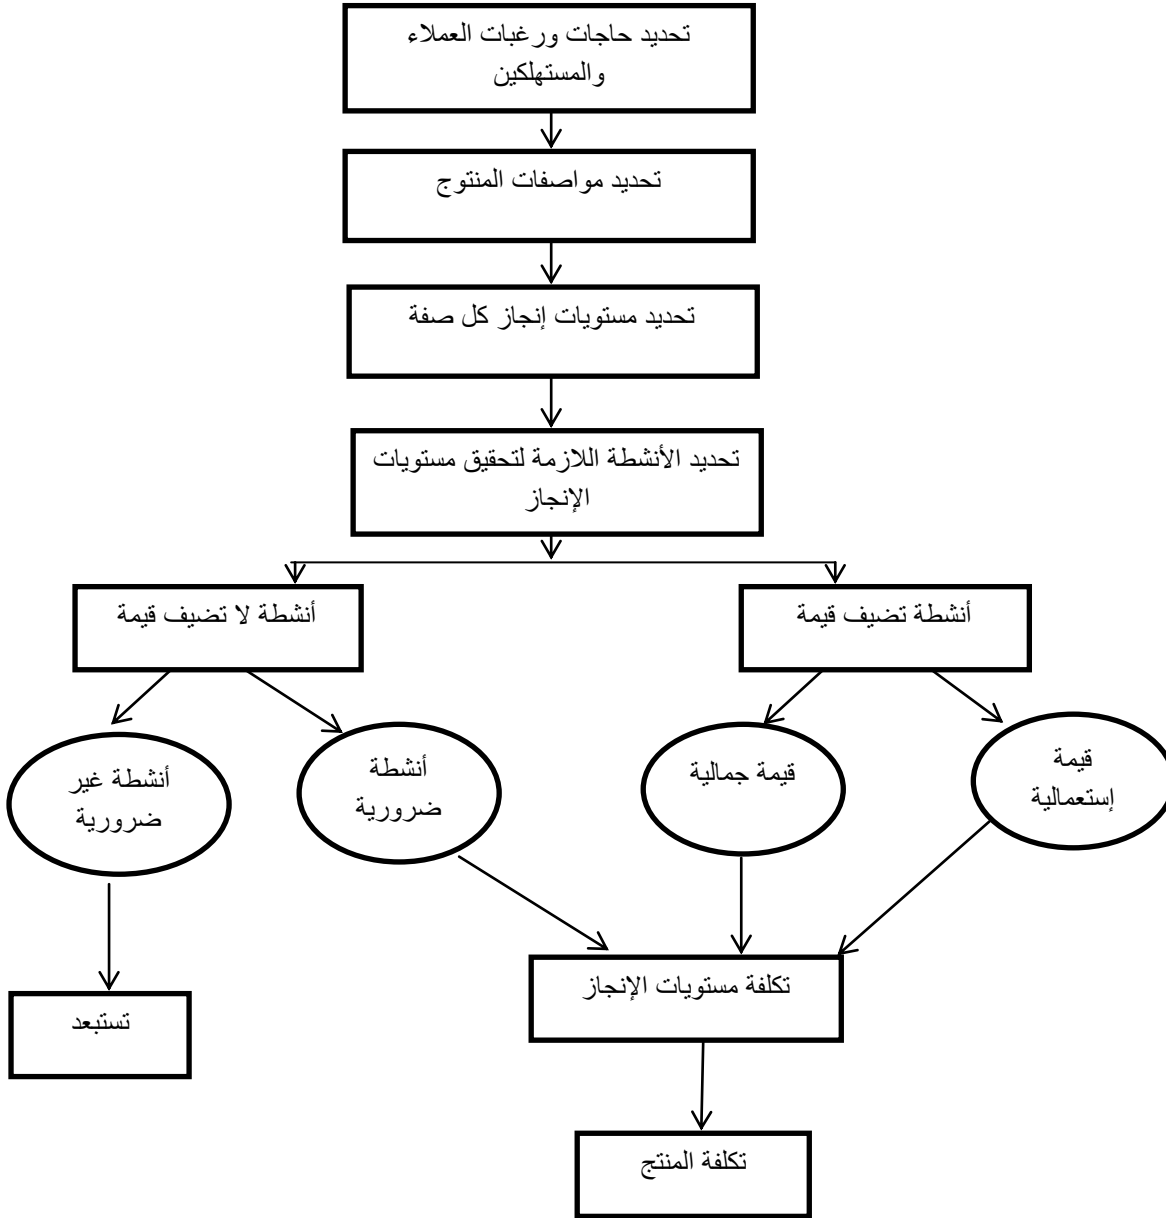 تحديد حاجات ورغبات العملاء
والمستهلكين
تحديد مواصفات المنتوج
تحديد مستويات إنجاز كل صفة
تحديد الأنشطة اللازمة لتحقيق مستويات
الإنجاز
أنشطة تضيف قيمة
أنشطة لا تضيف قيمة
قيمة
إستعمالية
قيمة جمالية
أنشطة
ضرورية
أنشطة غير
ضرورية
تكلفة مستويات الإنجاز
تستبعد
تكلفة المنتج